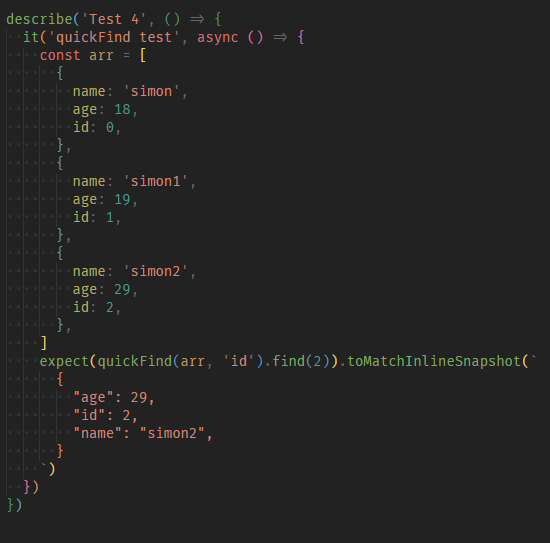 describe('Test 4', () => {
  it('quickFind test', async () => {
    const arr = [
      {
        name: 'simon',
        age: 18,
        id: 0,
      },
      {
        name: 'simon1',
        age: 19,
        id: 1,
      },
      {
        name: 'simon2',
        age: 29,
        id: 2,
      },
    ]
    expect(quickFind(arr, 'id').find(2)).toMatchInlineSnapshot(`
      {
        "age": 29,
        "id": 2,
        "name": "simon2",
      }
    `)
  })
})